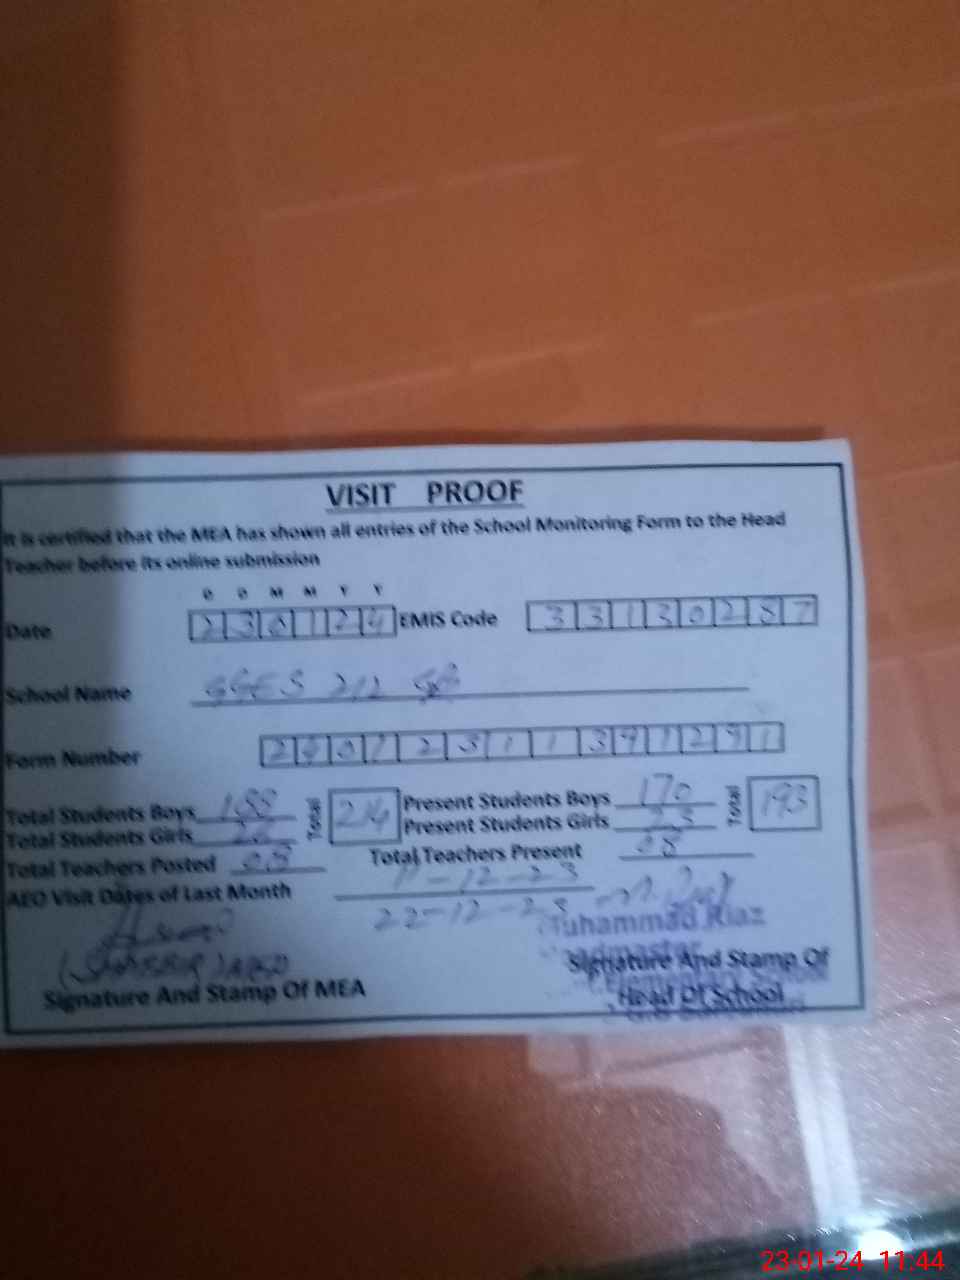 VISIT PROOF
It is certified that the MEA has shown all entries of the School Monitoring Form to the Head
Teacher before its online submission
D D M M Y Y
Date 2 3 0 1 2 4 EMIS Code 3 3 1 3 0 2 8 7
School Name 212
Form Number
Total Students Boys 188 Total 214 Present Students Boys 170 Total 193
Total Students Girls 26 Present Students Girls 23
Total Teachers Posted 08 Total Teachers Present 08
AEO Visit Dates of Last Month 11-12-23
22-12-23
Muhammad Riaz
Signature And Stamp Of MEA
Signature And Stamp Of
Head Of School
23-01-24 11:44